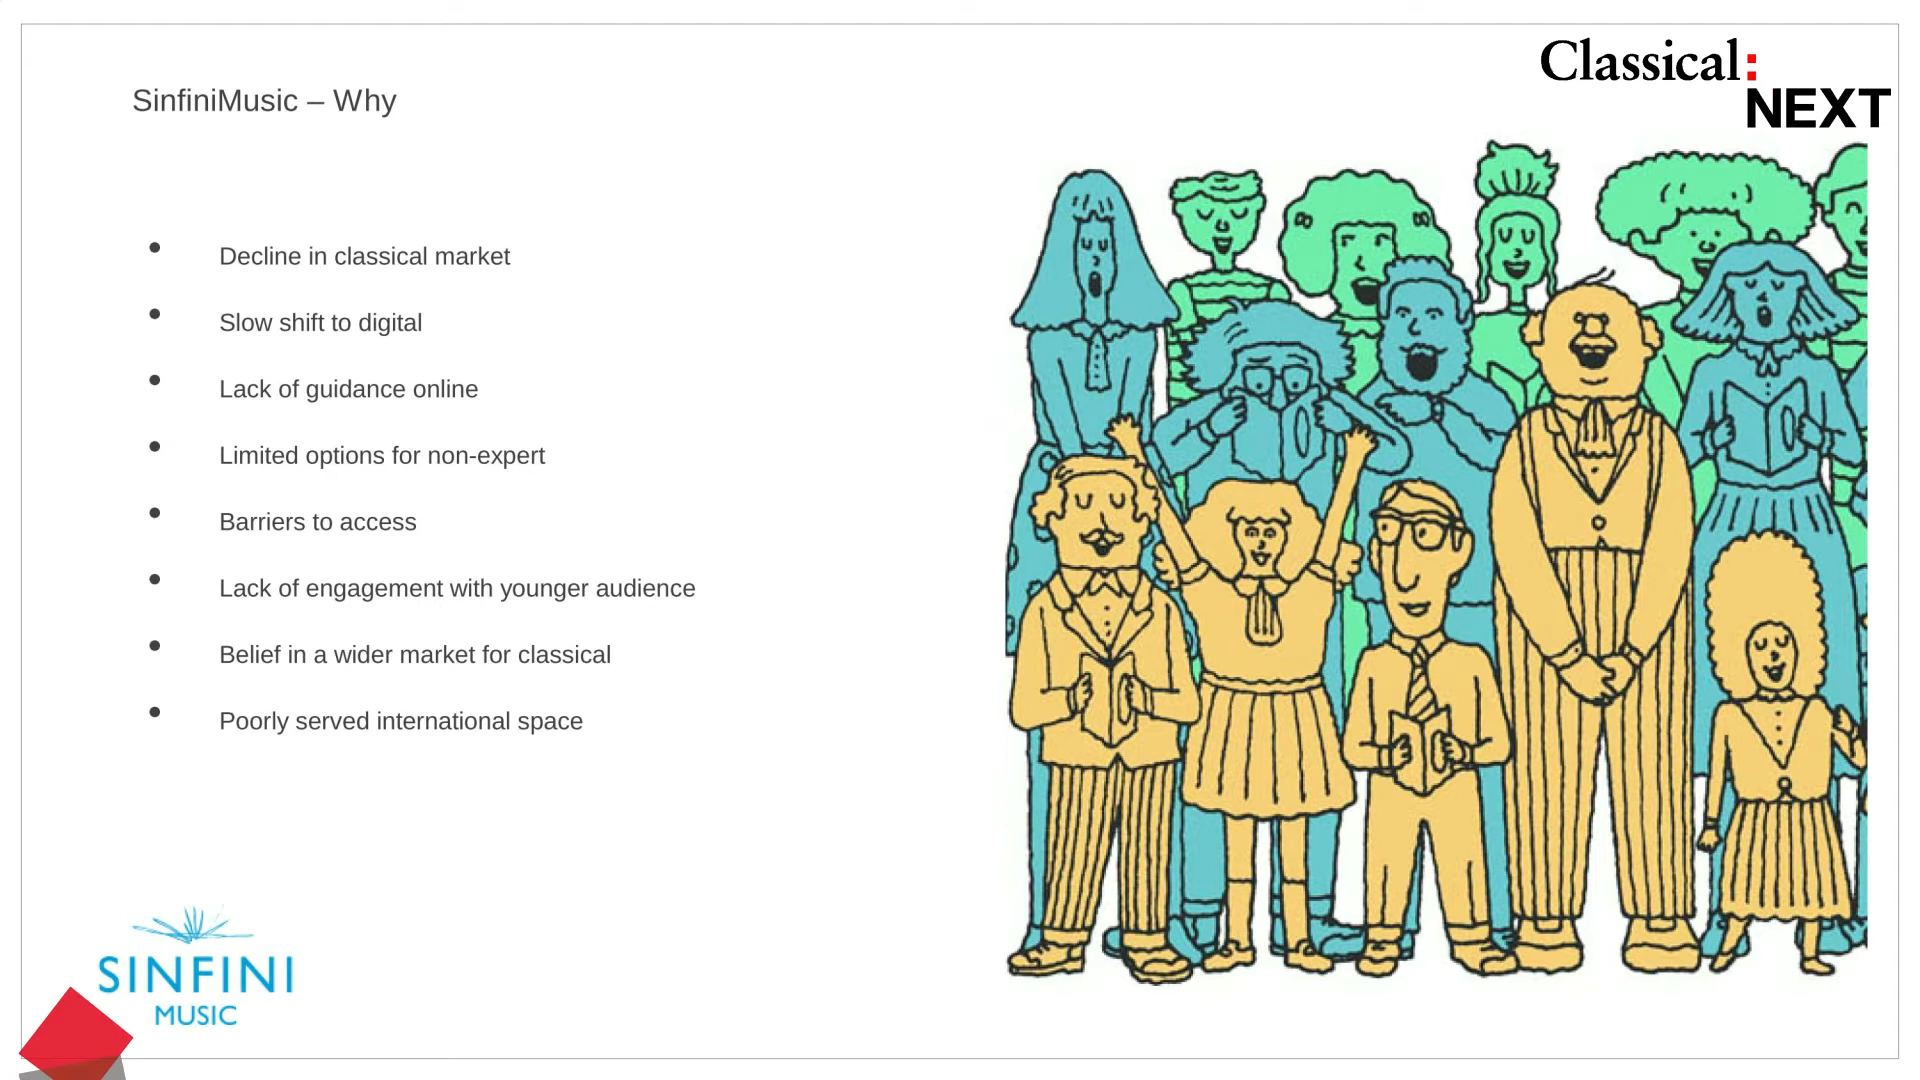 Classical:
NEXT
SinfiniMusic – Why
• Decline in classical market
• Slow shift to digital
• Lack of guidance online
• Limited options for non-expert
• Barriers to access
• Lack of engagement with younger audience
• Belief in a wider market for classical
• Poorly served international space
SINFINI
MUSIC